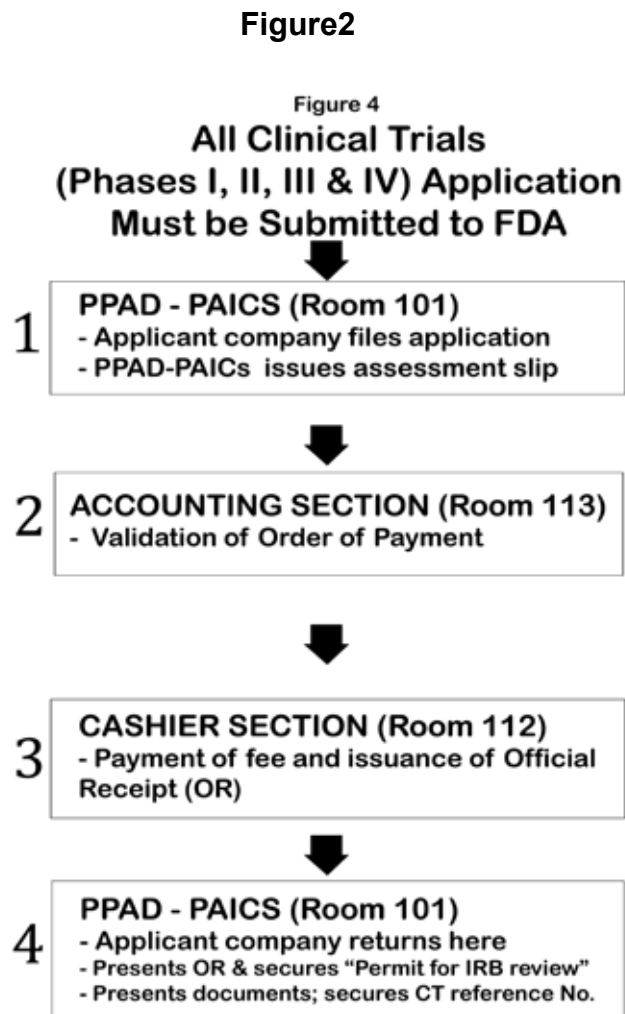 Figure2
Figure 4
All Clinical Trials
(Phases I, II, III & IV) Application
Must be Submitted to FDA
1
PPAD - PAICS (Room 101)
- Applicant company files application
- PPAD-PAICs issues assessment slip
2
ACCOUNTING SECTION (Room 113)
- Validation of Order of Payment
3
CASHIER SECTION (Room 112)
- Payment of fee and issuance of Official
Receipt (OR)
4
PPAD - PAICS (Room 101)
- Applicant company returns here
- Presents OR & secures “Permit for IRB review”
- Presents documents; secures CT reference No.